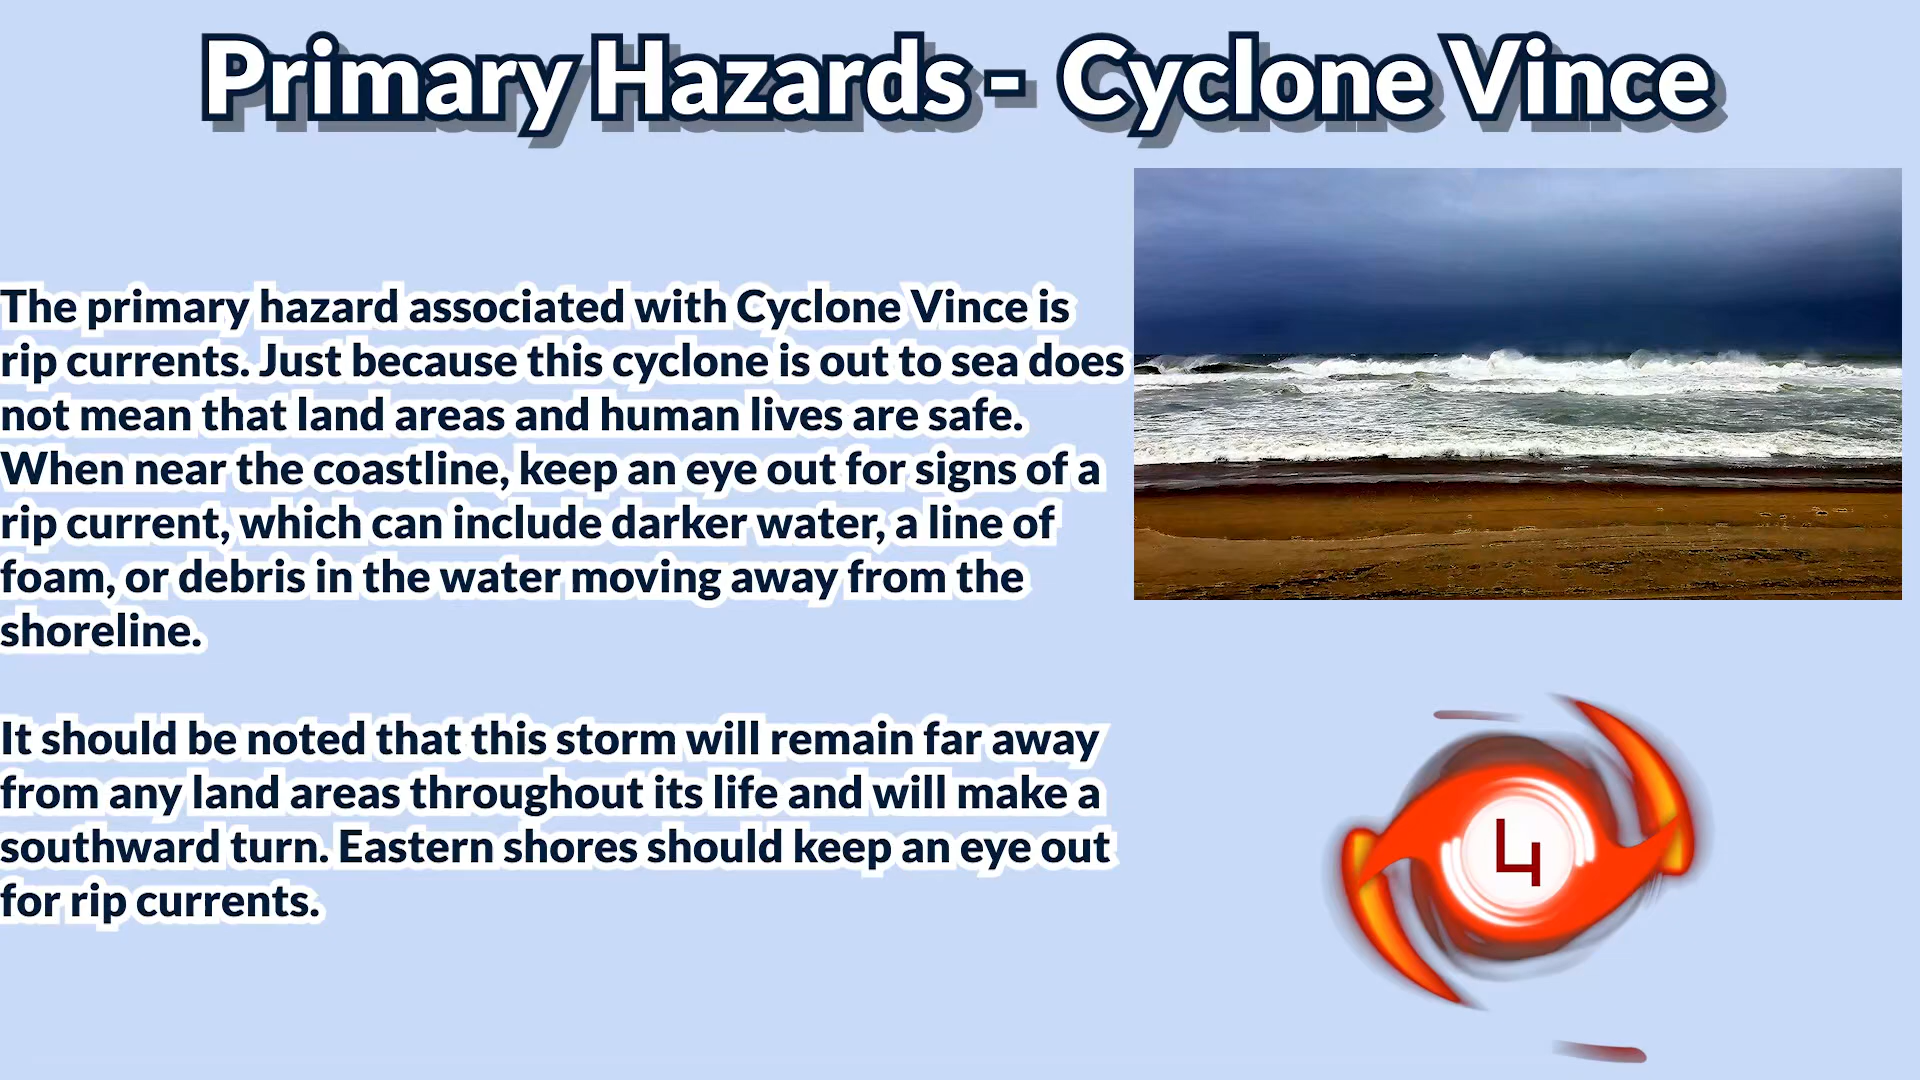 Primary Hazards - Cyclone Vince
The primary hazard associated with Cyclone Vince is
rip currents. Just because this cyclone is out to sea does
not mean that land areas and human lives are safe.
When near the coastline, keep an eye out for signs of a
rip current, which can include darker water, a line of
foam, or debris in the water moving away from the
shoreline.
It should be noted that this storm will remain far away
from any land areas throughout its life and will make a
southward turn. Eastern shores should keep an eye out
for rip currents.
4